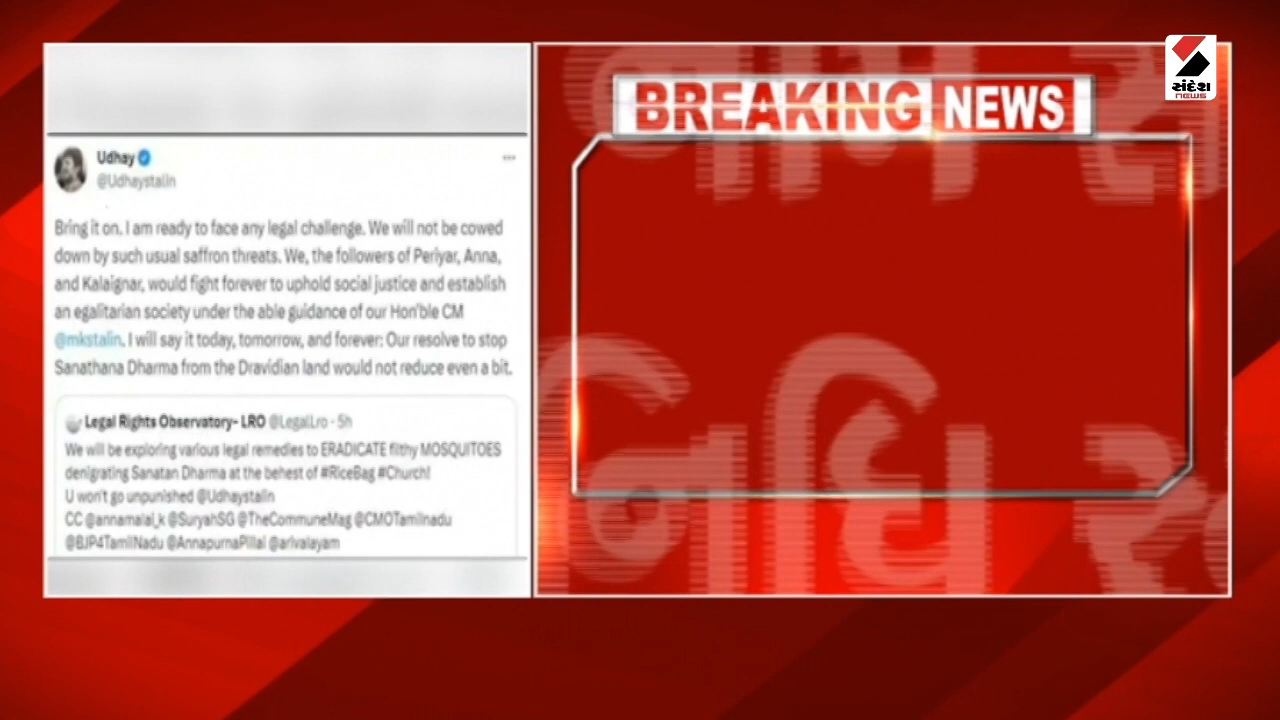 Udhay
@Udhaystalin
Bring it on. I am ready to face any legal challenge. We will not be cowed
down by such usual saffron threats. We, the followers of Periyar, Anna,
and Kalaignar, would fight forever to uphold social justice and establish
an egalitarian society under the able guidance of our Hon'ble CM
@mkstalin. I will say it today, tomorrow, and forever: Our resolve to stop
Sanathana Dharma from the Dravidian land would not reduce even a bit.
Legal Rights Observatory- LRO @LegalLro · 5h
We will be exploring various legal remedies to ERADICATE filthy MOSQUITOES
denigrating Sanatan Dharma at the behest of #RiceBag #Church!
U won't go unpunished @Udhaystalin
CC @annamalai_k @SuryahSG @TheCommuneMag @CMOTamilnadu
@BJP4TamilNadu @AnnapurnaPillai @arivalayam
BREAKING NEWS
સંદેશ
NEWS